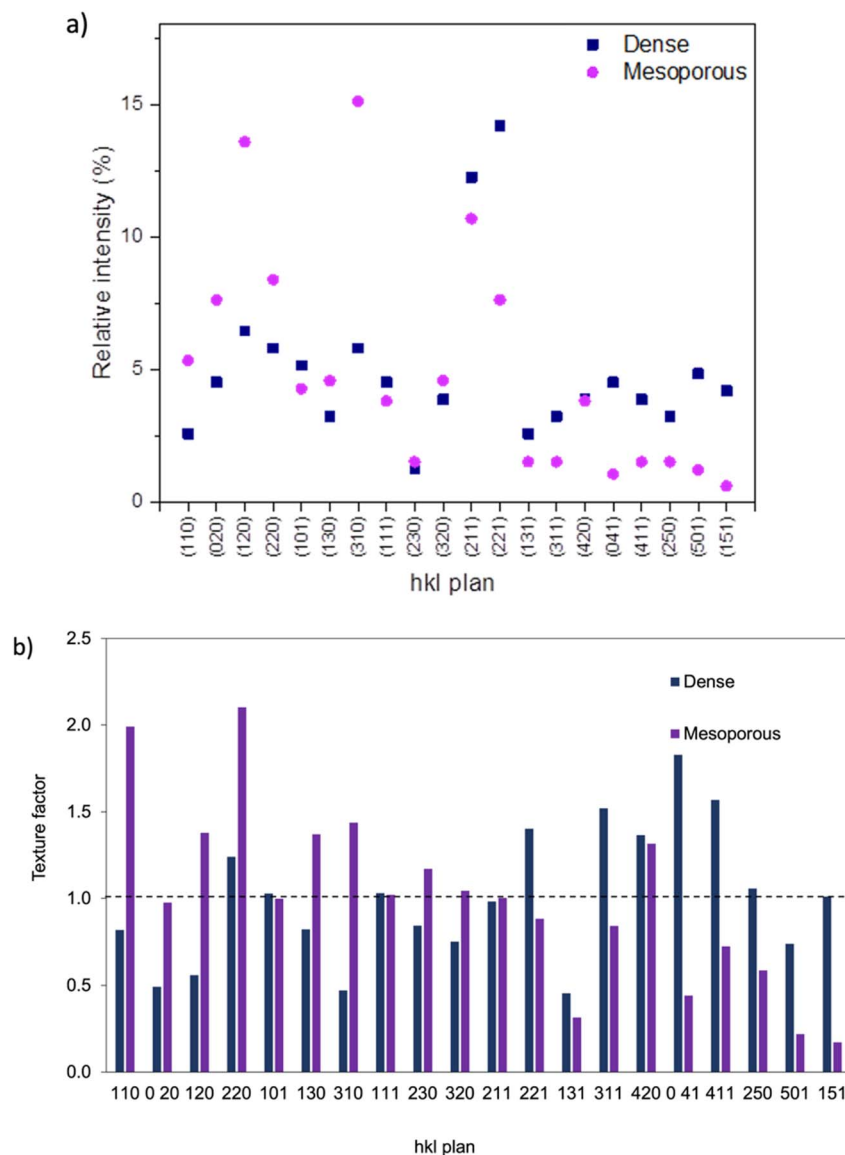 a)
Dense
Mesoporous
15
10
5
0
Relative intensity (%)
(110) (020) (120) (220) (101) (130) (310) (111) (230) (320) (211) (221) (131) (311) (420) (041) (411) (250) (501) (151)
hkl plan
b)
2.5
2.0
1.5
1.0
0.5
0.0
Texture factor
Dense
Mesoporous
110 0 20 120 220 101 130 310 111 230 320 211 221 131 311 420 0 41 411 250 501 151
hkl plan